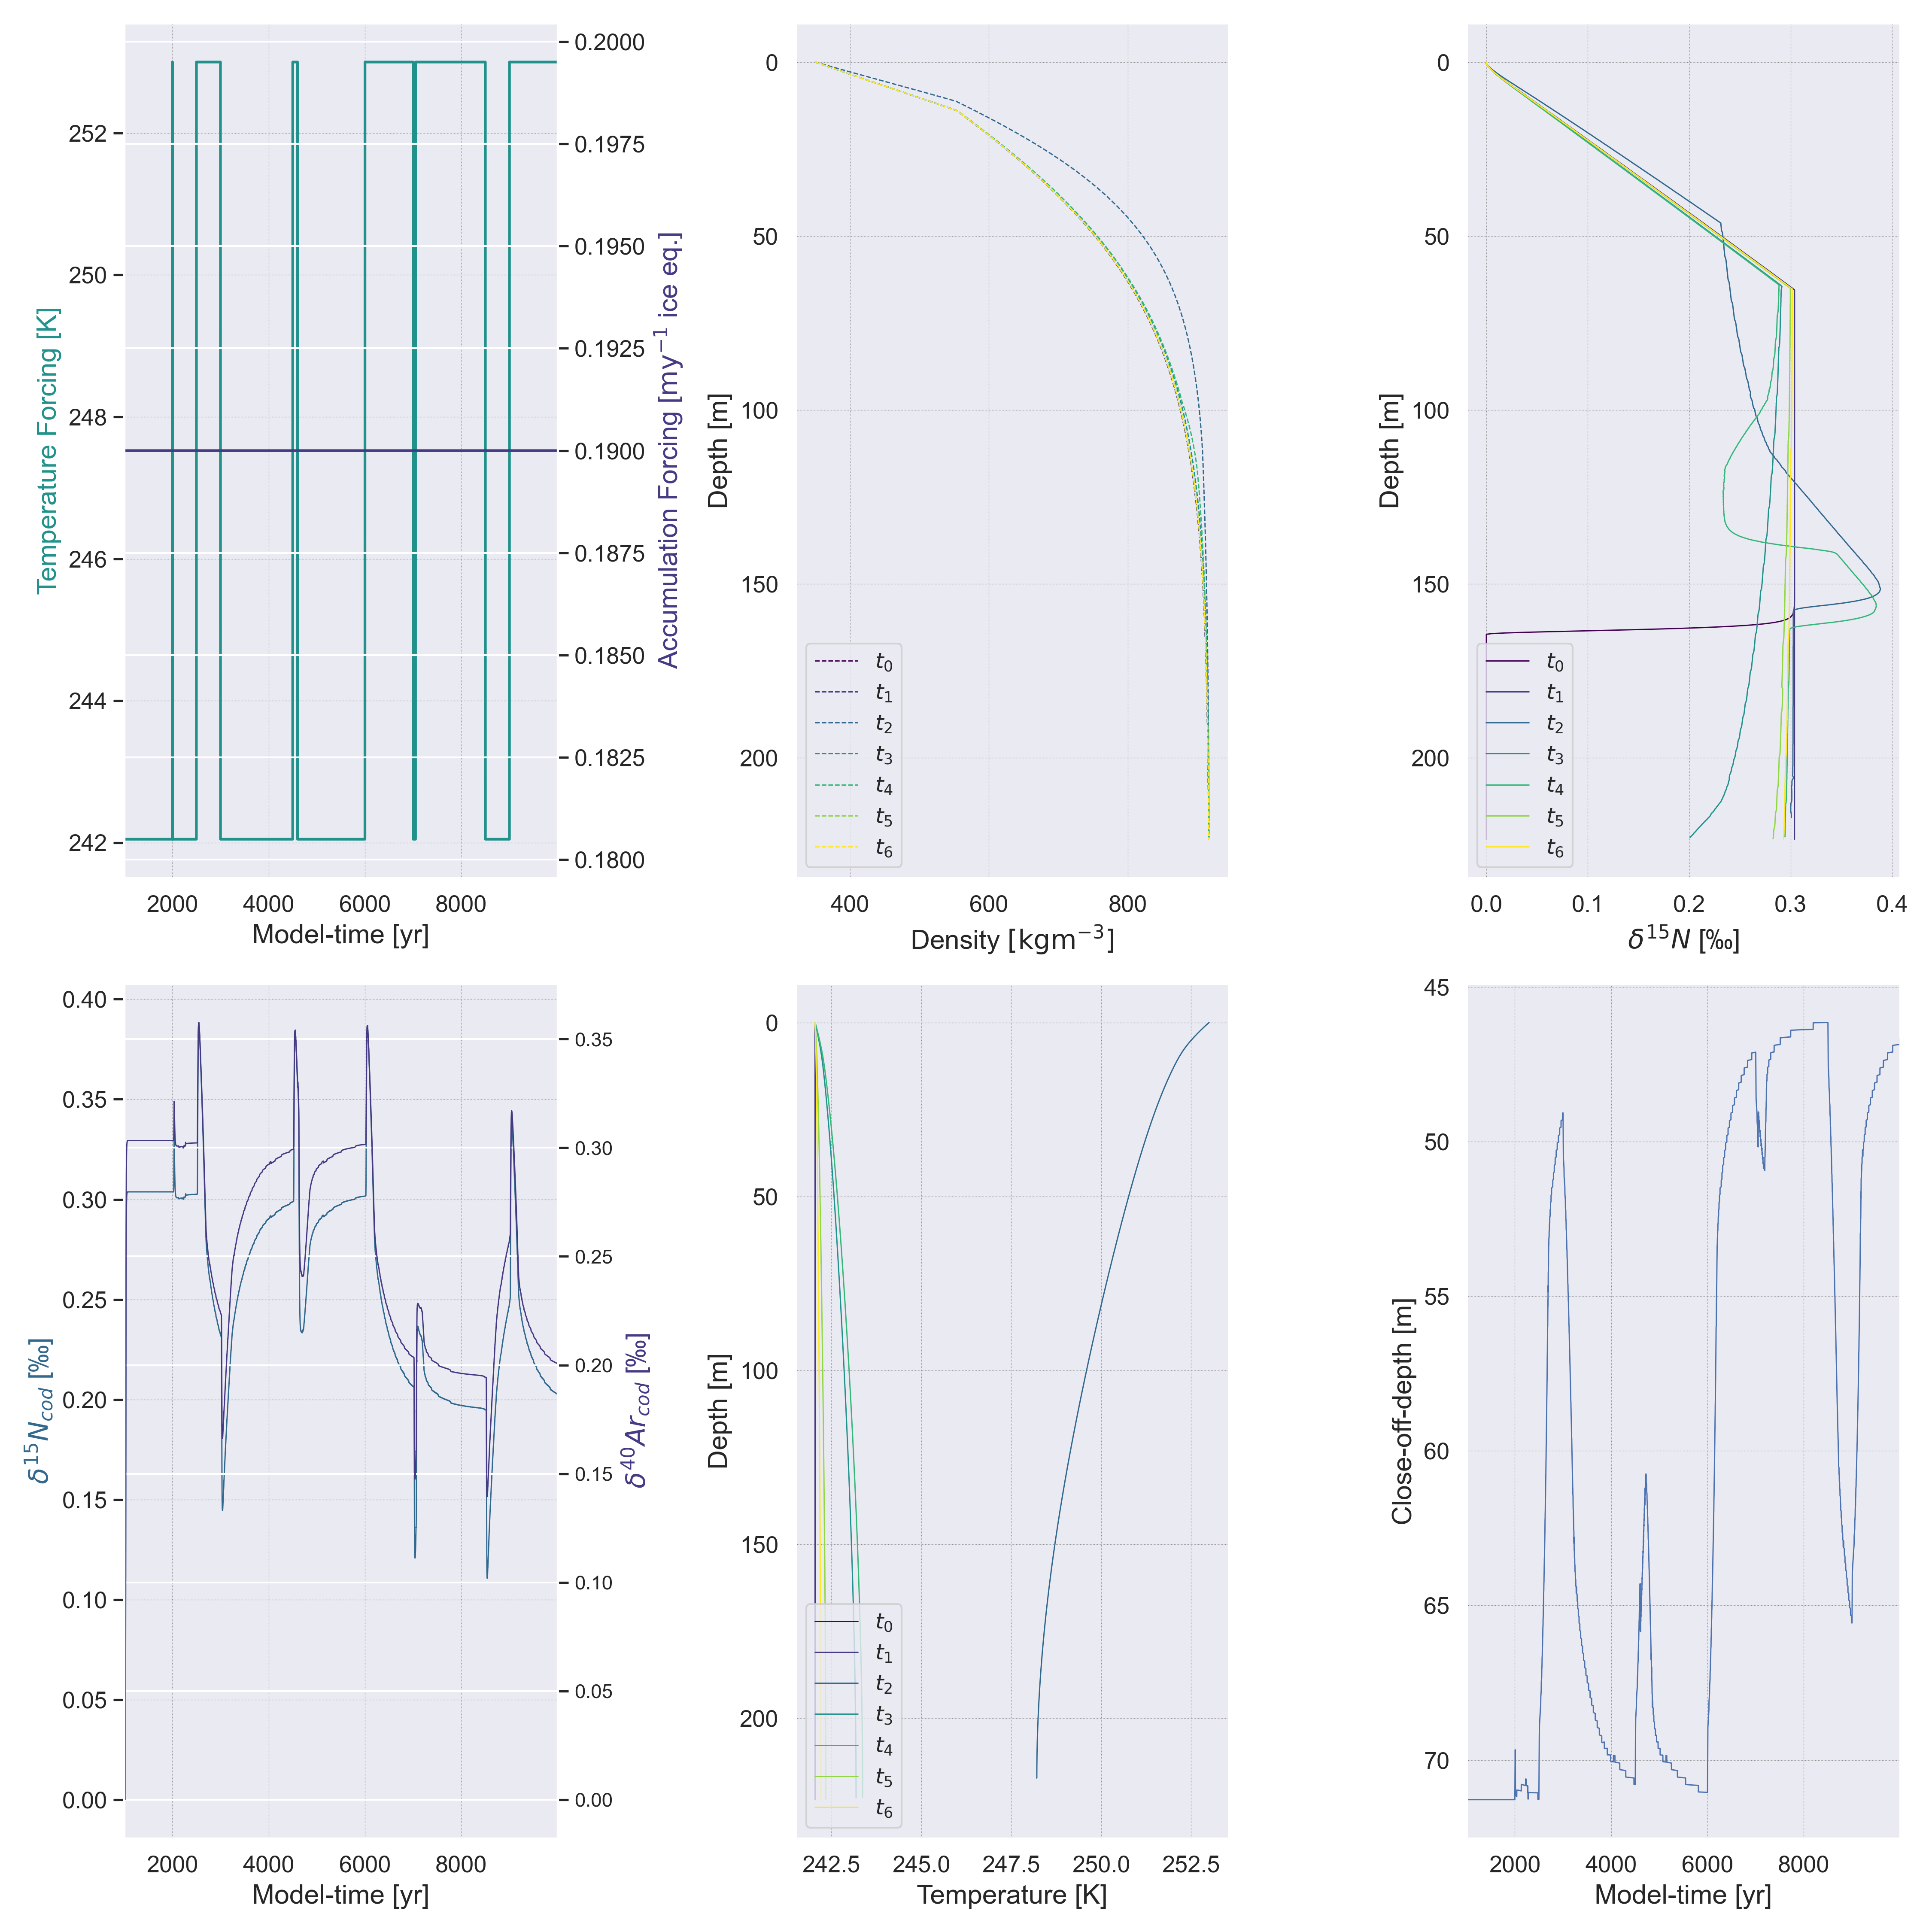 Temperature Forcing [K]
252
250
248
246
244
242
0.2000
0.1975
0.1950
0.1925
0.1900
0.1875
0.1850
0.1825
0.1800
Accumulation Forcing [my⁻¹ ice eq.]
2000 4000 6000 8000
Model-time [yr]
Depth [m]
0
50
100
150
200
t₀
t₁
t₂
t₃
t₄
t₅
t₆
400 600 800
Density [kgm⁻³]
Depth [m]
0
50
100
150
200
t₀
t₁
t₂
t₃
t₄
t₅
t₆
0.0 0.1 0.2 0.3 0.4
δ¹⁵N [‰]
δ¹⁵N_cod [‰]
0.40
0.35
0.30
0.25
0.20
0.15
0.10
0.05
0.00
0.35
0.30
0.25
0.20
0.15
0.10
0.05
0.00
δ⁴⁰Ar_cod [‰]
2000 4000 6000 8000
Model-time [yr]
Depth [m]
0
50
100
150
200
t₀
t₁
t₂
t₃
t₄
t₅
t₆
242.5 245.0 247.5 250.0 252.5
Temperature [K]
Close-off-depth [m]
45
50
55
60
65
70
2000 4000 6000 8000
Model-time [yr]